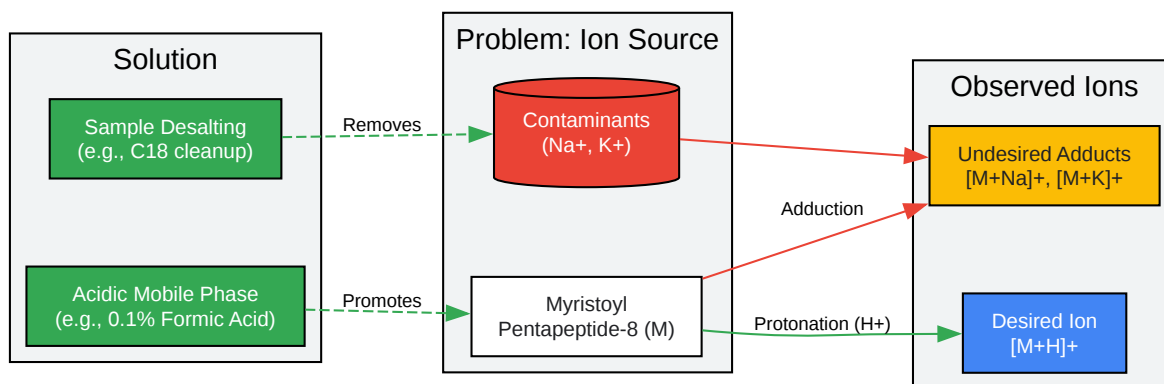 Solution
Sample Desalting
(e.g., C18 cleanup)
Acidic Mobile Phase
(e.g., 0.1% Formic Acid)
Removes
Promotes
Problem: Ion Source
Contaminants
(Na+, K+)
Myristoyl
Pentapeptide-8 (M)
Adduction
Protonation (H+)
Observed Ions
Undesired Adducts
[M+Na]+, [M+K]+
Desired Ion
[M+H]+